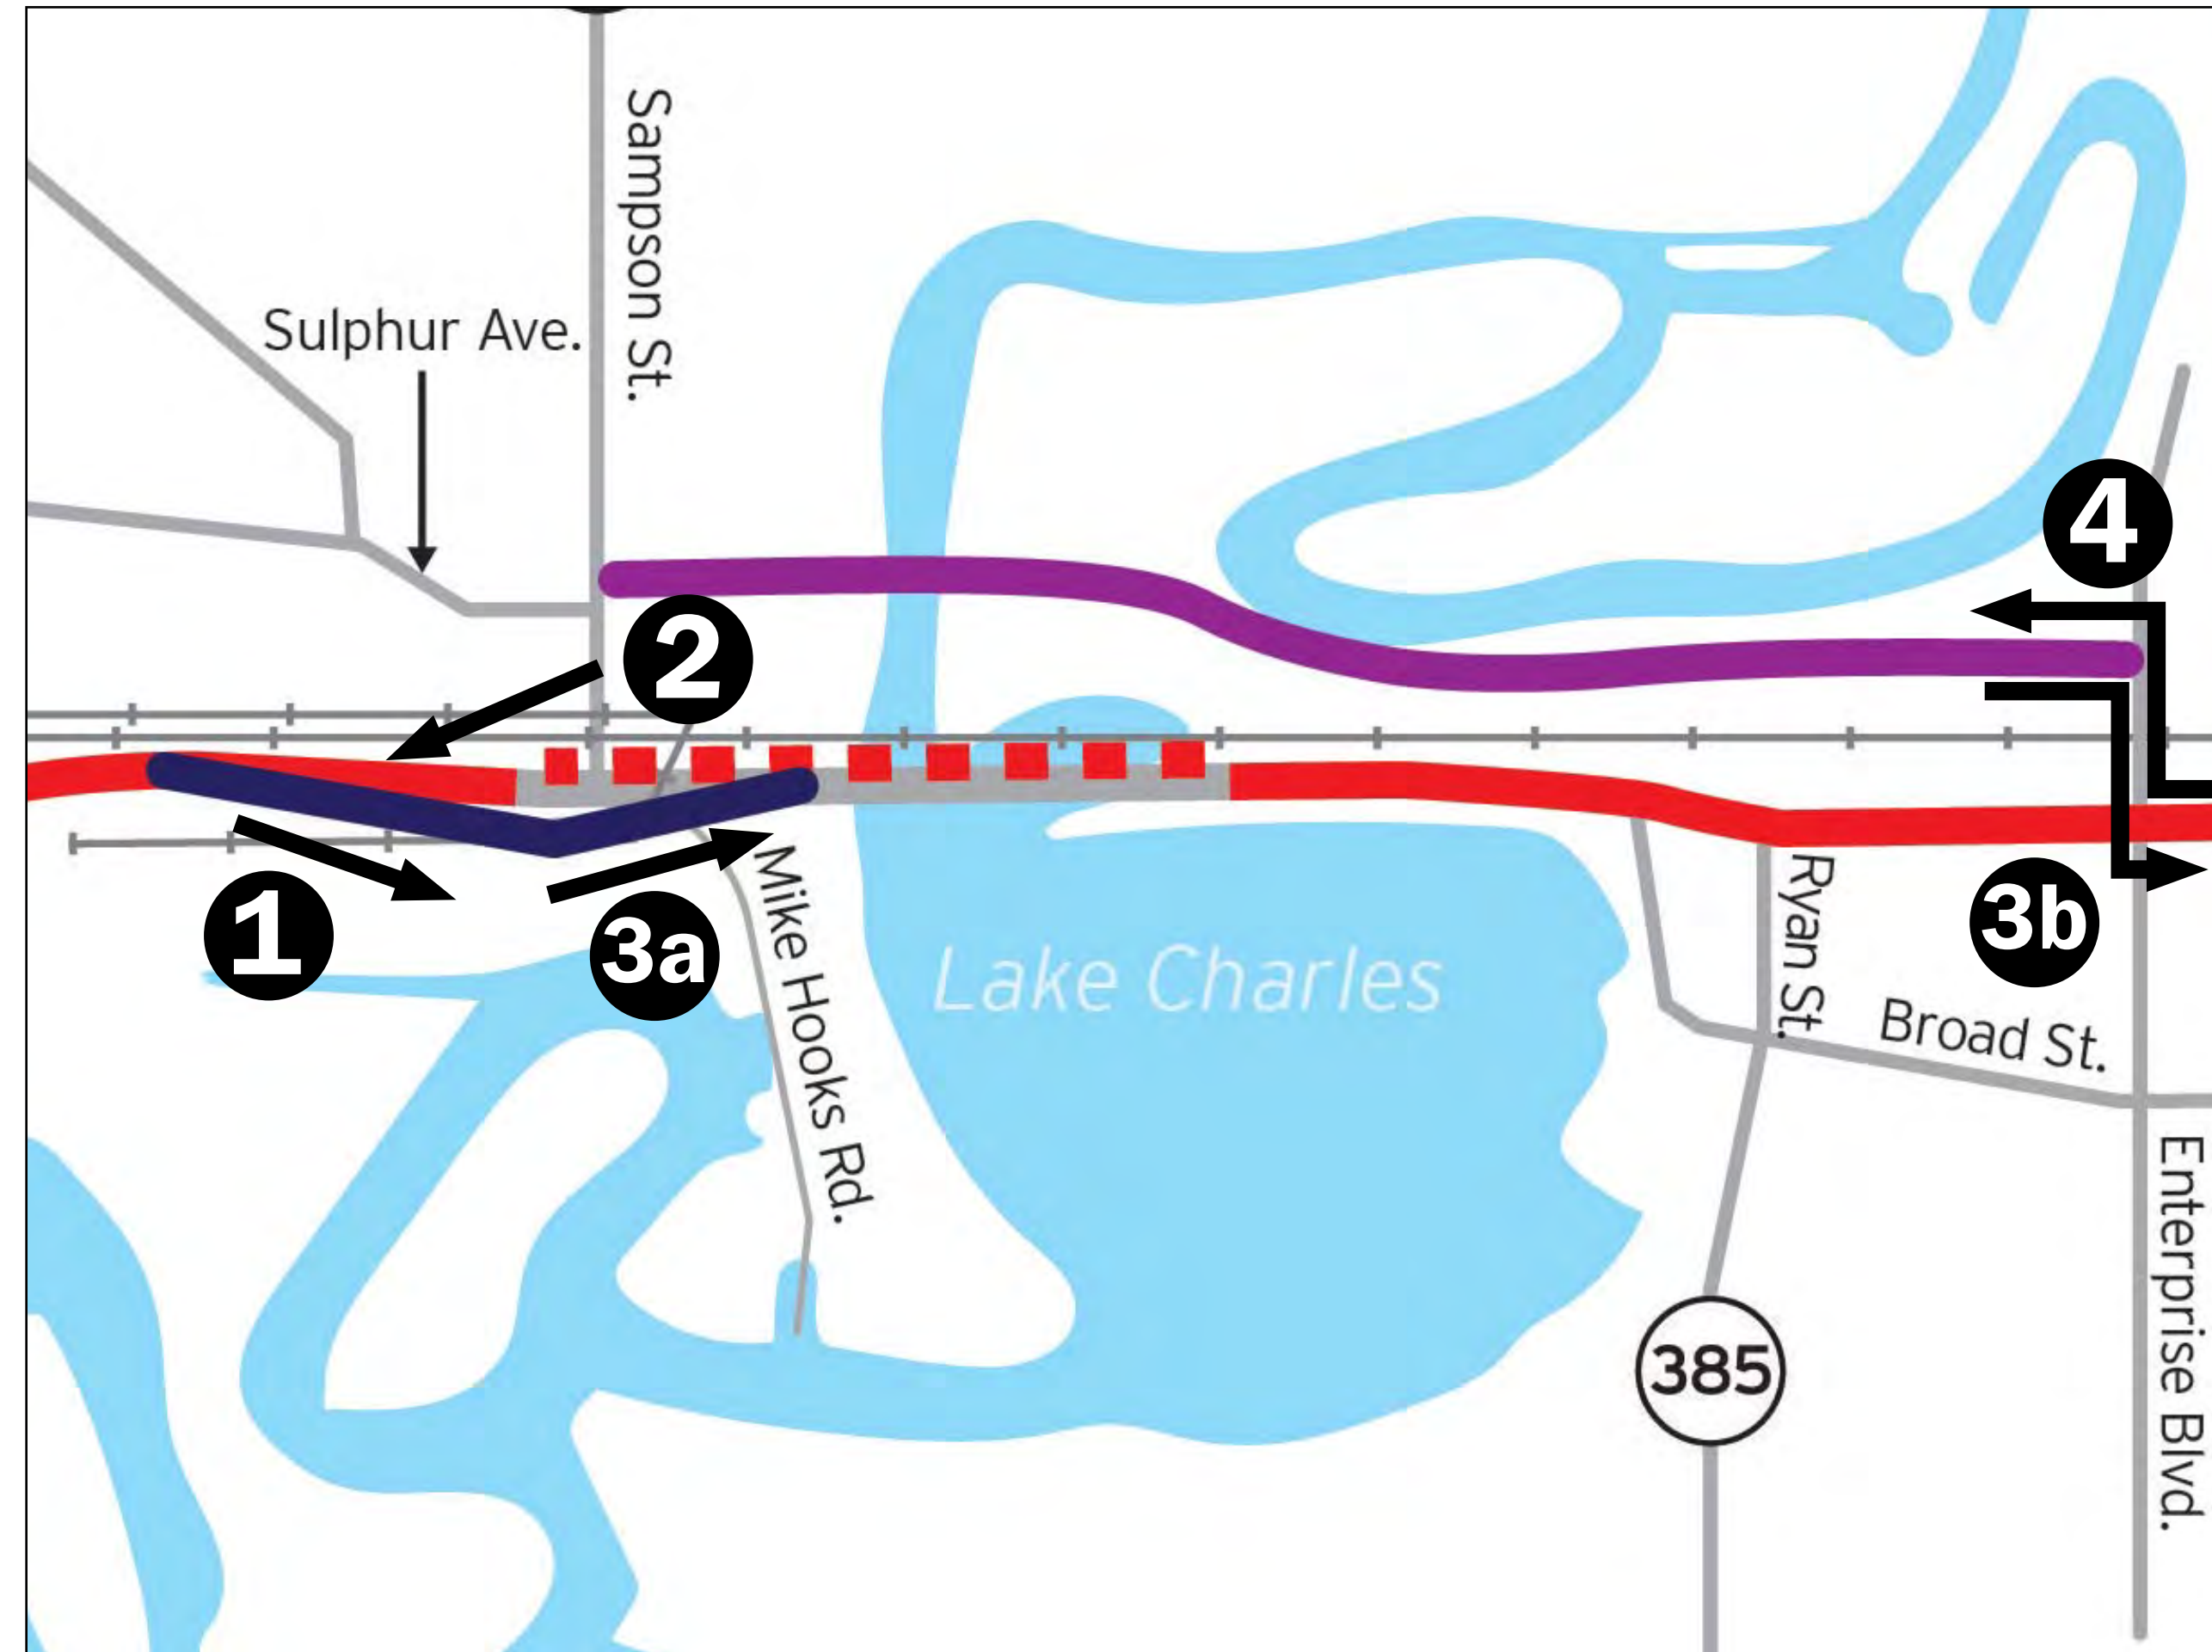 Sampson St.
Sulphur Ave.
4
2
1
3a
3b
Mike Hooks Rd.
Lake Charles
Ryan St.
Broad St.
385
Enterprise Blvd.